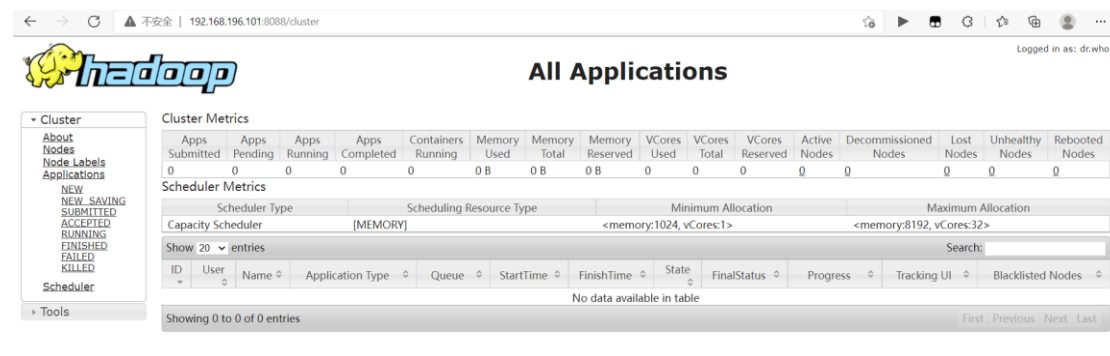 不安全 | 192.168.196.101:8088/cluster
Logged in as: dr.who
hadoop
All Applications
Cluster
About
Nodes
Node Labels
Applications
NEW
NEW_SAVING
SUBMITTED
ACCEPTED
RUNNING
FINISHED
FAILED
KILLED
Scheduler
Tools
Cluster Metrics
Apps Submitted Apps Pending Apps Running Apps Completed Containers Running Memory Used Memory Total Memory Reserved VCores Used VCores Total VCores Reserved Active Nodes Decommissioned Nodes Lost Nodes Unhealthy Nodes Rebooted Nodes
0 0 0 0 0 0 B 0 B 0 B 0 0 0 0 0 0 0 0
Scheduler Metrics
Scheduler Type Scheduling Resource Type Minimum Allocation Maximum Allocation
Capacity Scheduler [MEMORY] <memory:1024, vCores:1> <memory:8192, vCores:32>
Show 20 entries Search:
ID User Name Application Type Queue StartTime FinishTime State FinalStatus Progress Tracking UI Blacklisted Nodes
No data available in table
Showing 0 to 0 of 0 entries First Previous Next Last